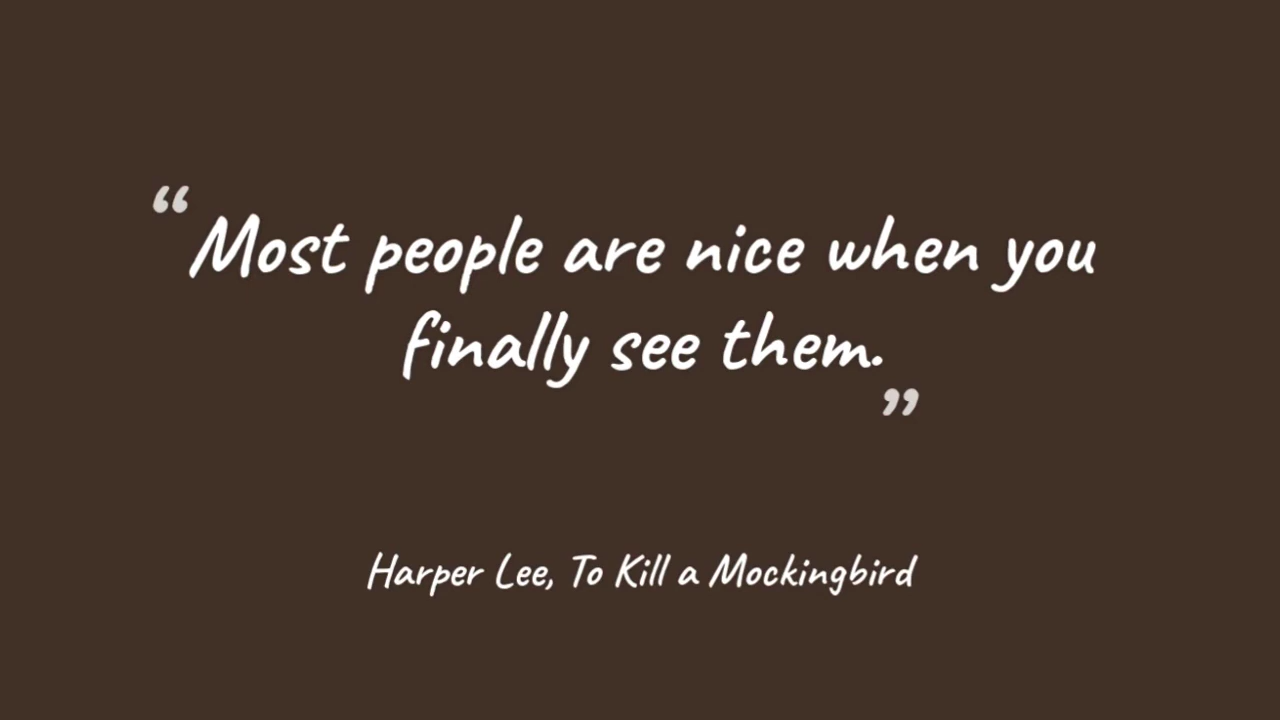 “Most people are nice when you
finally see them.”
Harper Lee, To Kill a Mockingbird